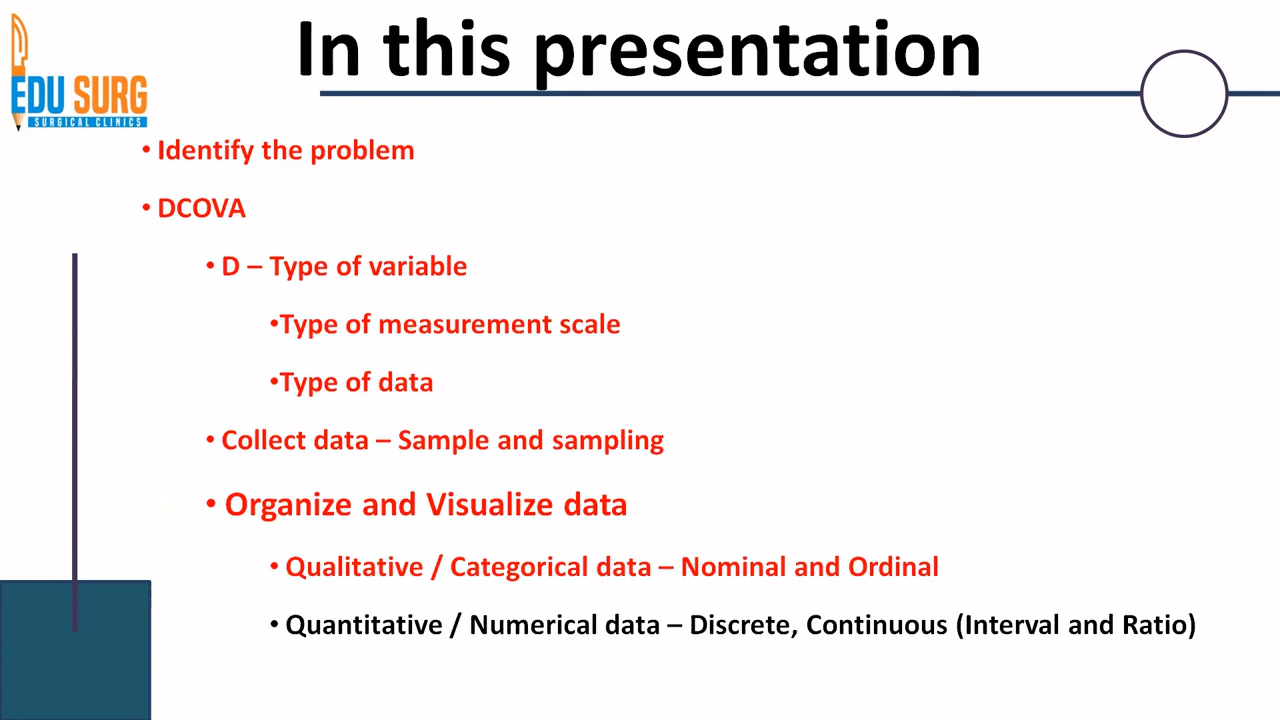 In this presentation
EDU SURG
SURGICAL CLINICS
• Identify the problem
• DCOVA
• D – Type of variable
•Type of measurement scale
•Type of data
• Collect data – Sample and sampling
• Organize and Visualize data
• Qualitative / Categorical data – Nominal and Ordinal
• Quantitative / Numerical data – Discrete, Continuous (Interval and Ratio)